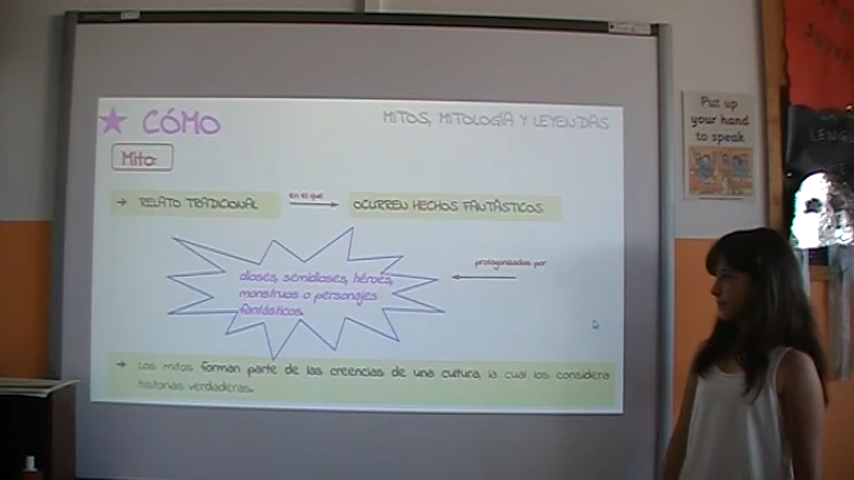 CÓMO
MITOS, MITOLOGÍA Y LEYENDAS
Mito:
→ RELATO TRADICIONAL
en el que
OCURREN HECHOS FANTÁSTICOS
protagonizados por
dioses, semidioses, héroes,
monstruos o personajes
fantásticos.
→ Los mitos forman parte de las creencias de una cultura, la cual los considera
historias verdaderas.
Put up
your hand
to speak
LENG